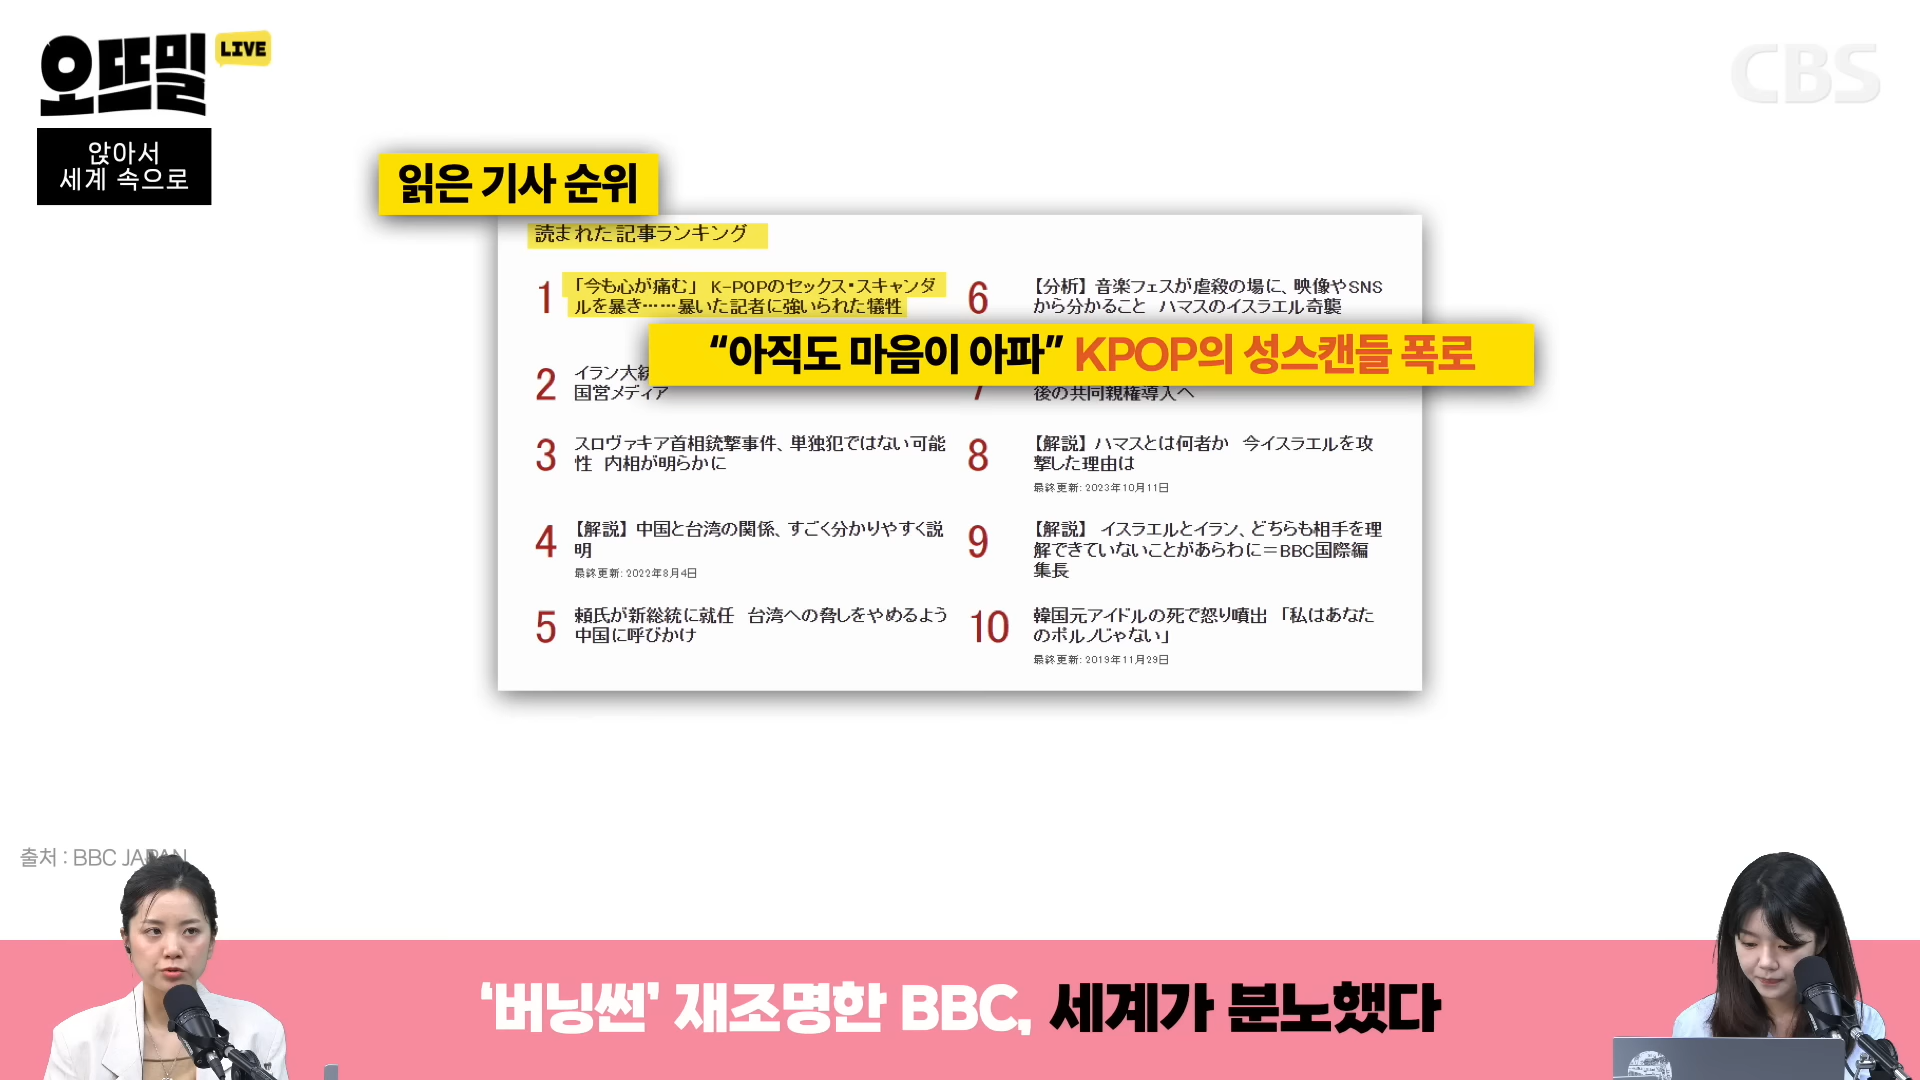 오뜨밀
LIVE
앉아서
세계 속으로
CBS
읽은 기사 순위
読まれた記事ランキング
1
「今も心が痛む」 K-POPのセックス・スキャンダ
ルを暴き……暴いた記者に強いられた犠牲
2
イラン大統
国営メディア
3
スロヴァキア首相銃撃事件、単独犯ではない可能
性 内相が明らかに
4
【解説】 中国と台湾の関係、すごく分かりやすく説
明
最終更新: 2022年8月4日
5
頼氏が新総統に就任 台湾への脅しをやめるよう
中国に呼びかけ
6
【分析】 音楽フェスが虐殺の場に、映像やSNS
から分かること ハマスのイスラエル奇襲
“아직도 마음이 아파” KPOP의 성스캔들 폭로
7
後の共同親権導入へ
8
【解説】 ハマスとは何者か 今イスラエルを攻
撃した理由は
最終更新: 2023年10月11日
9
【解説】 イスラエルとイラン、どちらも相手を理
解できていないことがあらわに＝BBC国際編
集長
10
韓国元アイドルの死で怒り噴出 「私はあなた
のポルノじゃない」
最終更新: 2019年11月29日
출처 : BBC JAPAN
‘버닝썬’ 재조명한 BBC, 세계가 분노했다